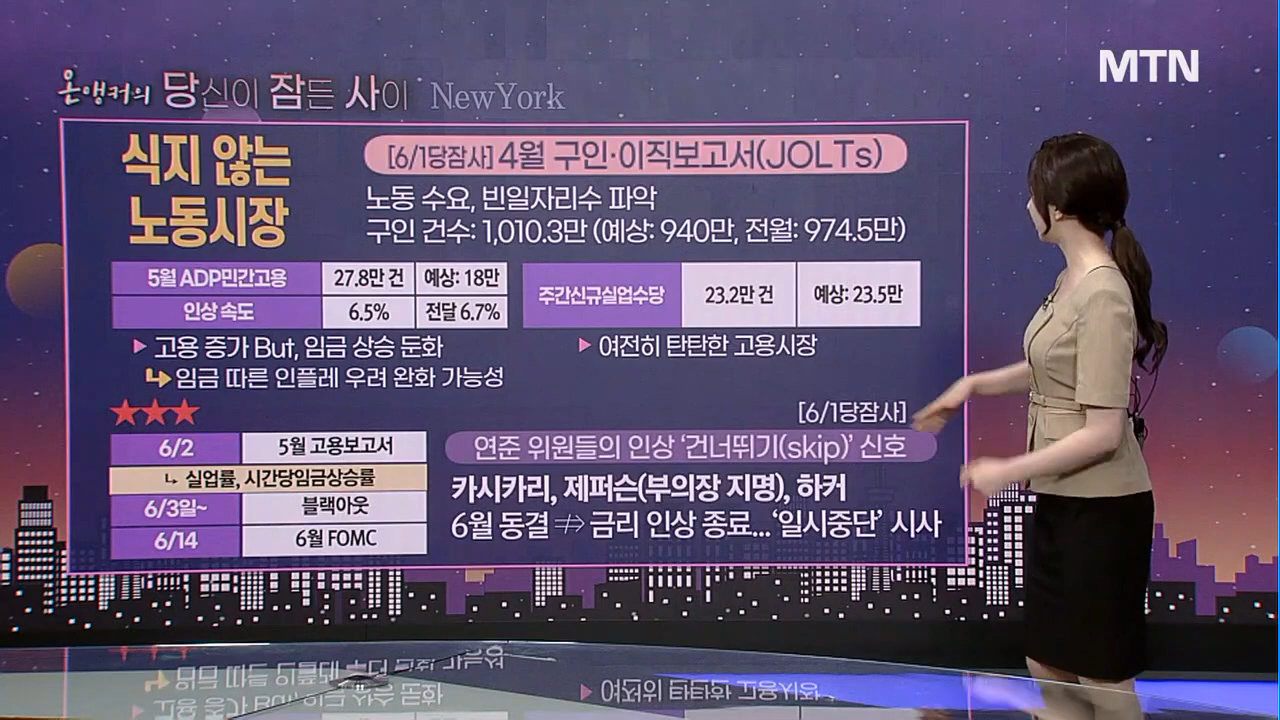 MTN
온앵커의 당신이 잠든 사이 New York
식지 않는
노동시장
[6/1당잠사] 4월 구인·이직보고서(JOLTs)
노동 수요, 빈일자리수 파악
구인 건수: 1,010.3만 (예상: 940만, 전월: 974.5만)
5월 ADP민간고용 27.8만 건 예상: 18만
인상 속도 6.5% 전달 6.7%
주간신규실업수당 23.2만 건 예상: 23.5만
▶ 고용 증가 But, 임금 상승 둔화
↳ 임금 따른 인플레 우려 완화 가능성
▶ 여전히 탄탄한 고용시장
★★★
6/2 5월 고용보고서
↳ 실업률, 시간당임금상승률
6/3일~ 블랙아웃
6/14 6월 FOMC
[6/1당잠사]
연준 위원들의 인상 ‘건너뛰기(skip)’ 신호
카시카리, 제퍼슨(부의장 지명), 하커
6월 동결 ⇏ 금리 인상 종료... ‘일시중단’ 시사